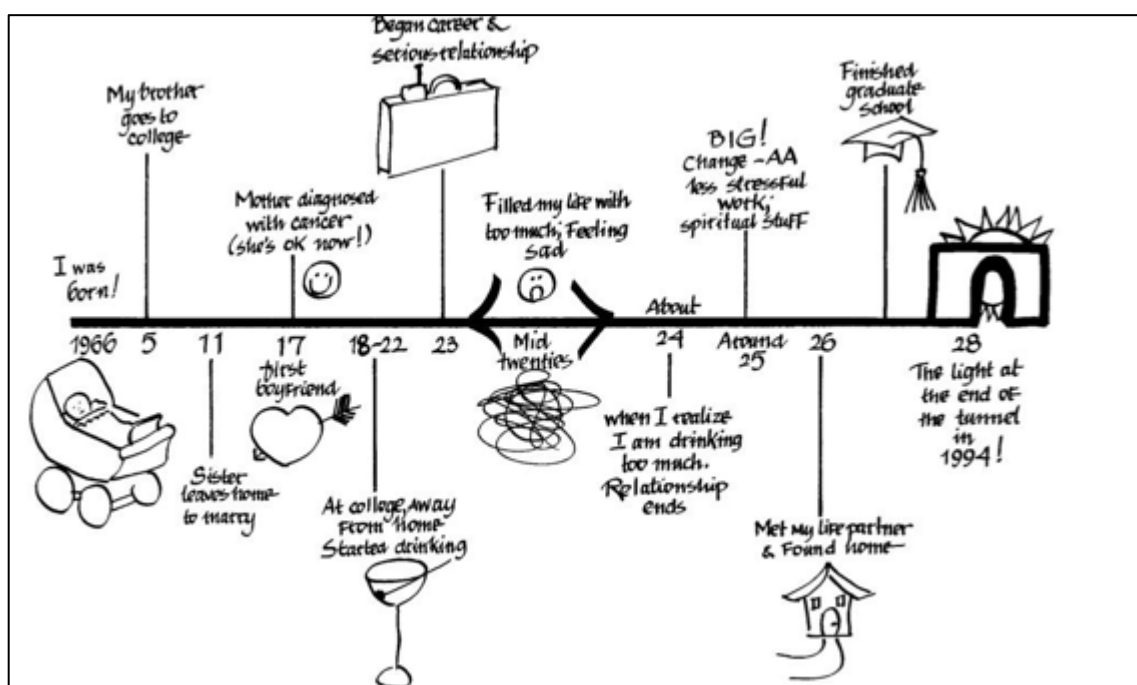 I was
born!
1966
My brother
goes to
college
5
11
Sister
leaves home
to marry
Mother diagnosed
with cancer
(she's OK now!)
17
first
boyfriend
18-22
At college, away
from home
Started drinking
Began career &
serious relationship
23
Filled my life with
too much; Feeling
sad
Mid
twenties
About
24
when I realize
I am drinking
too much.
Relationship
ends
BIG!
Change - AA
less stressful
work;
spiritual stuff
Around
25
26
Met my life partner
& Found home
Finished
graduate
school
28
The light at
the end of
the tunnel
in
1994!